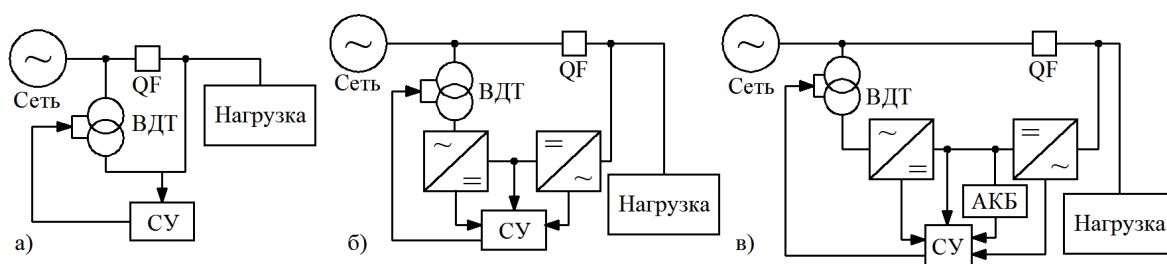 Сеть
QF
ВДТ
Нагрузка
СУ
а)
Сеть
QF
ВДТ
~
=
=
~
Нагрузка
СУ
б)
Сеть
QF
ВДТ
~
=
=
~
АКБ
Нагрузка
СУ
в)